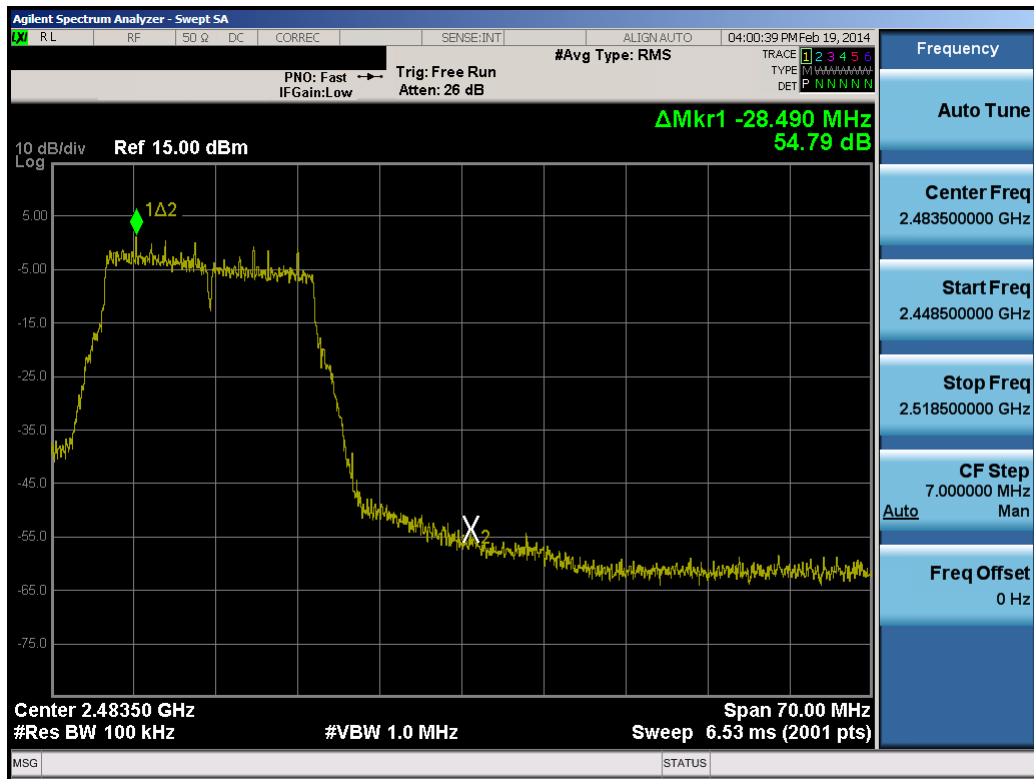 Agilent Spectrum Analyzer - Swept SA
LXI RL RF 50 Ω DC CORREC SENSE:INT ALIGN AUTO 04:00:39 PM Feb 19, 2014
#Avg Type: RMS
TRACE 1 2 3 4 5 6
TYPE M WWWWW
DET P N N N N N
PNO: Fast Trig: Free Run
IFGain:Low Atten: 26 dB
ΔMkr1 -28.490 MHz
54.79 dB
10 dB/div Ref 15.00 dBm
Log
1Δ2
5.00
-5.00
-15.0
-25.0
-35.0
-45.0
-55.0
X2
-65.0
-75.0
Center 2.48350 GHz Span 70.00 MHz
#Res BW 100 kHz #VBW 1.0 MHz Sweep 6.53 ms (2001 pts)
MSG STATUS
Frequency
Auto Tune
Center Freq
2.483500000 GHz
Start Freq
2.448500000 GHz
Stop Freq
2.518500000 GHz
CF Step
7.000000 MHz
Auto Man
Freq Offset
0 Hz